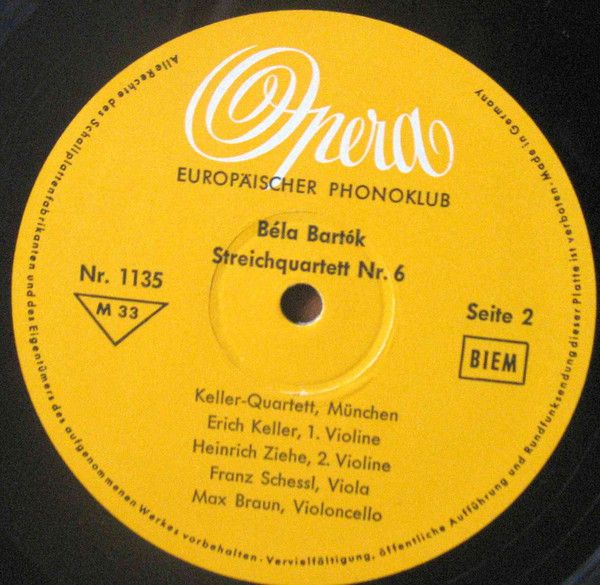 Opera
EUROPÄISCHER PHONOKLUB
Béla Bartók
Streichquartett Nr. 6
Nr. 1135
M 33
Seite 2
BIEM
Keller-Quartett, München
Erich Keller, 1. Violine
Heinrich Ziehe, 2. Violine
Franz Schessl, Viola
Max Braun, Violoncello
Alle Rechte des Schallplattenfabrikanten und des Eigentümers des aufgenommenen Werkes vorbehalten. Vervielfältigung, öffentliche Aufführung und Rundfunksendung dieser Platte ist verboten. Made in Germany